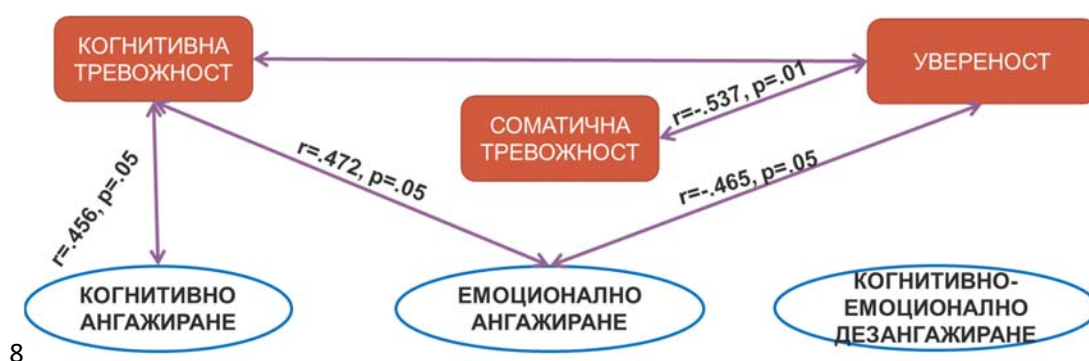 КОГНИТИВНА
ТРЕВОЖНОСТ
УВЕРЕНОСТ
СОМАТИЧНА
ТРЕВОЖНОСТ
r=-.537, p=.01
r=.456, p=.05
r=.472, p=.05
r=-.465, p=.05
КОГНИТИВНО
АНГАЖИРАНЕ
ЕМОЦИОНАЛНО
АНГАЖИРАНЕ
КОГНИТИВНО-
ЕМОЦИОНАЛНО
ДЕЗАНГАЖИРАНЕ
8